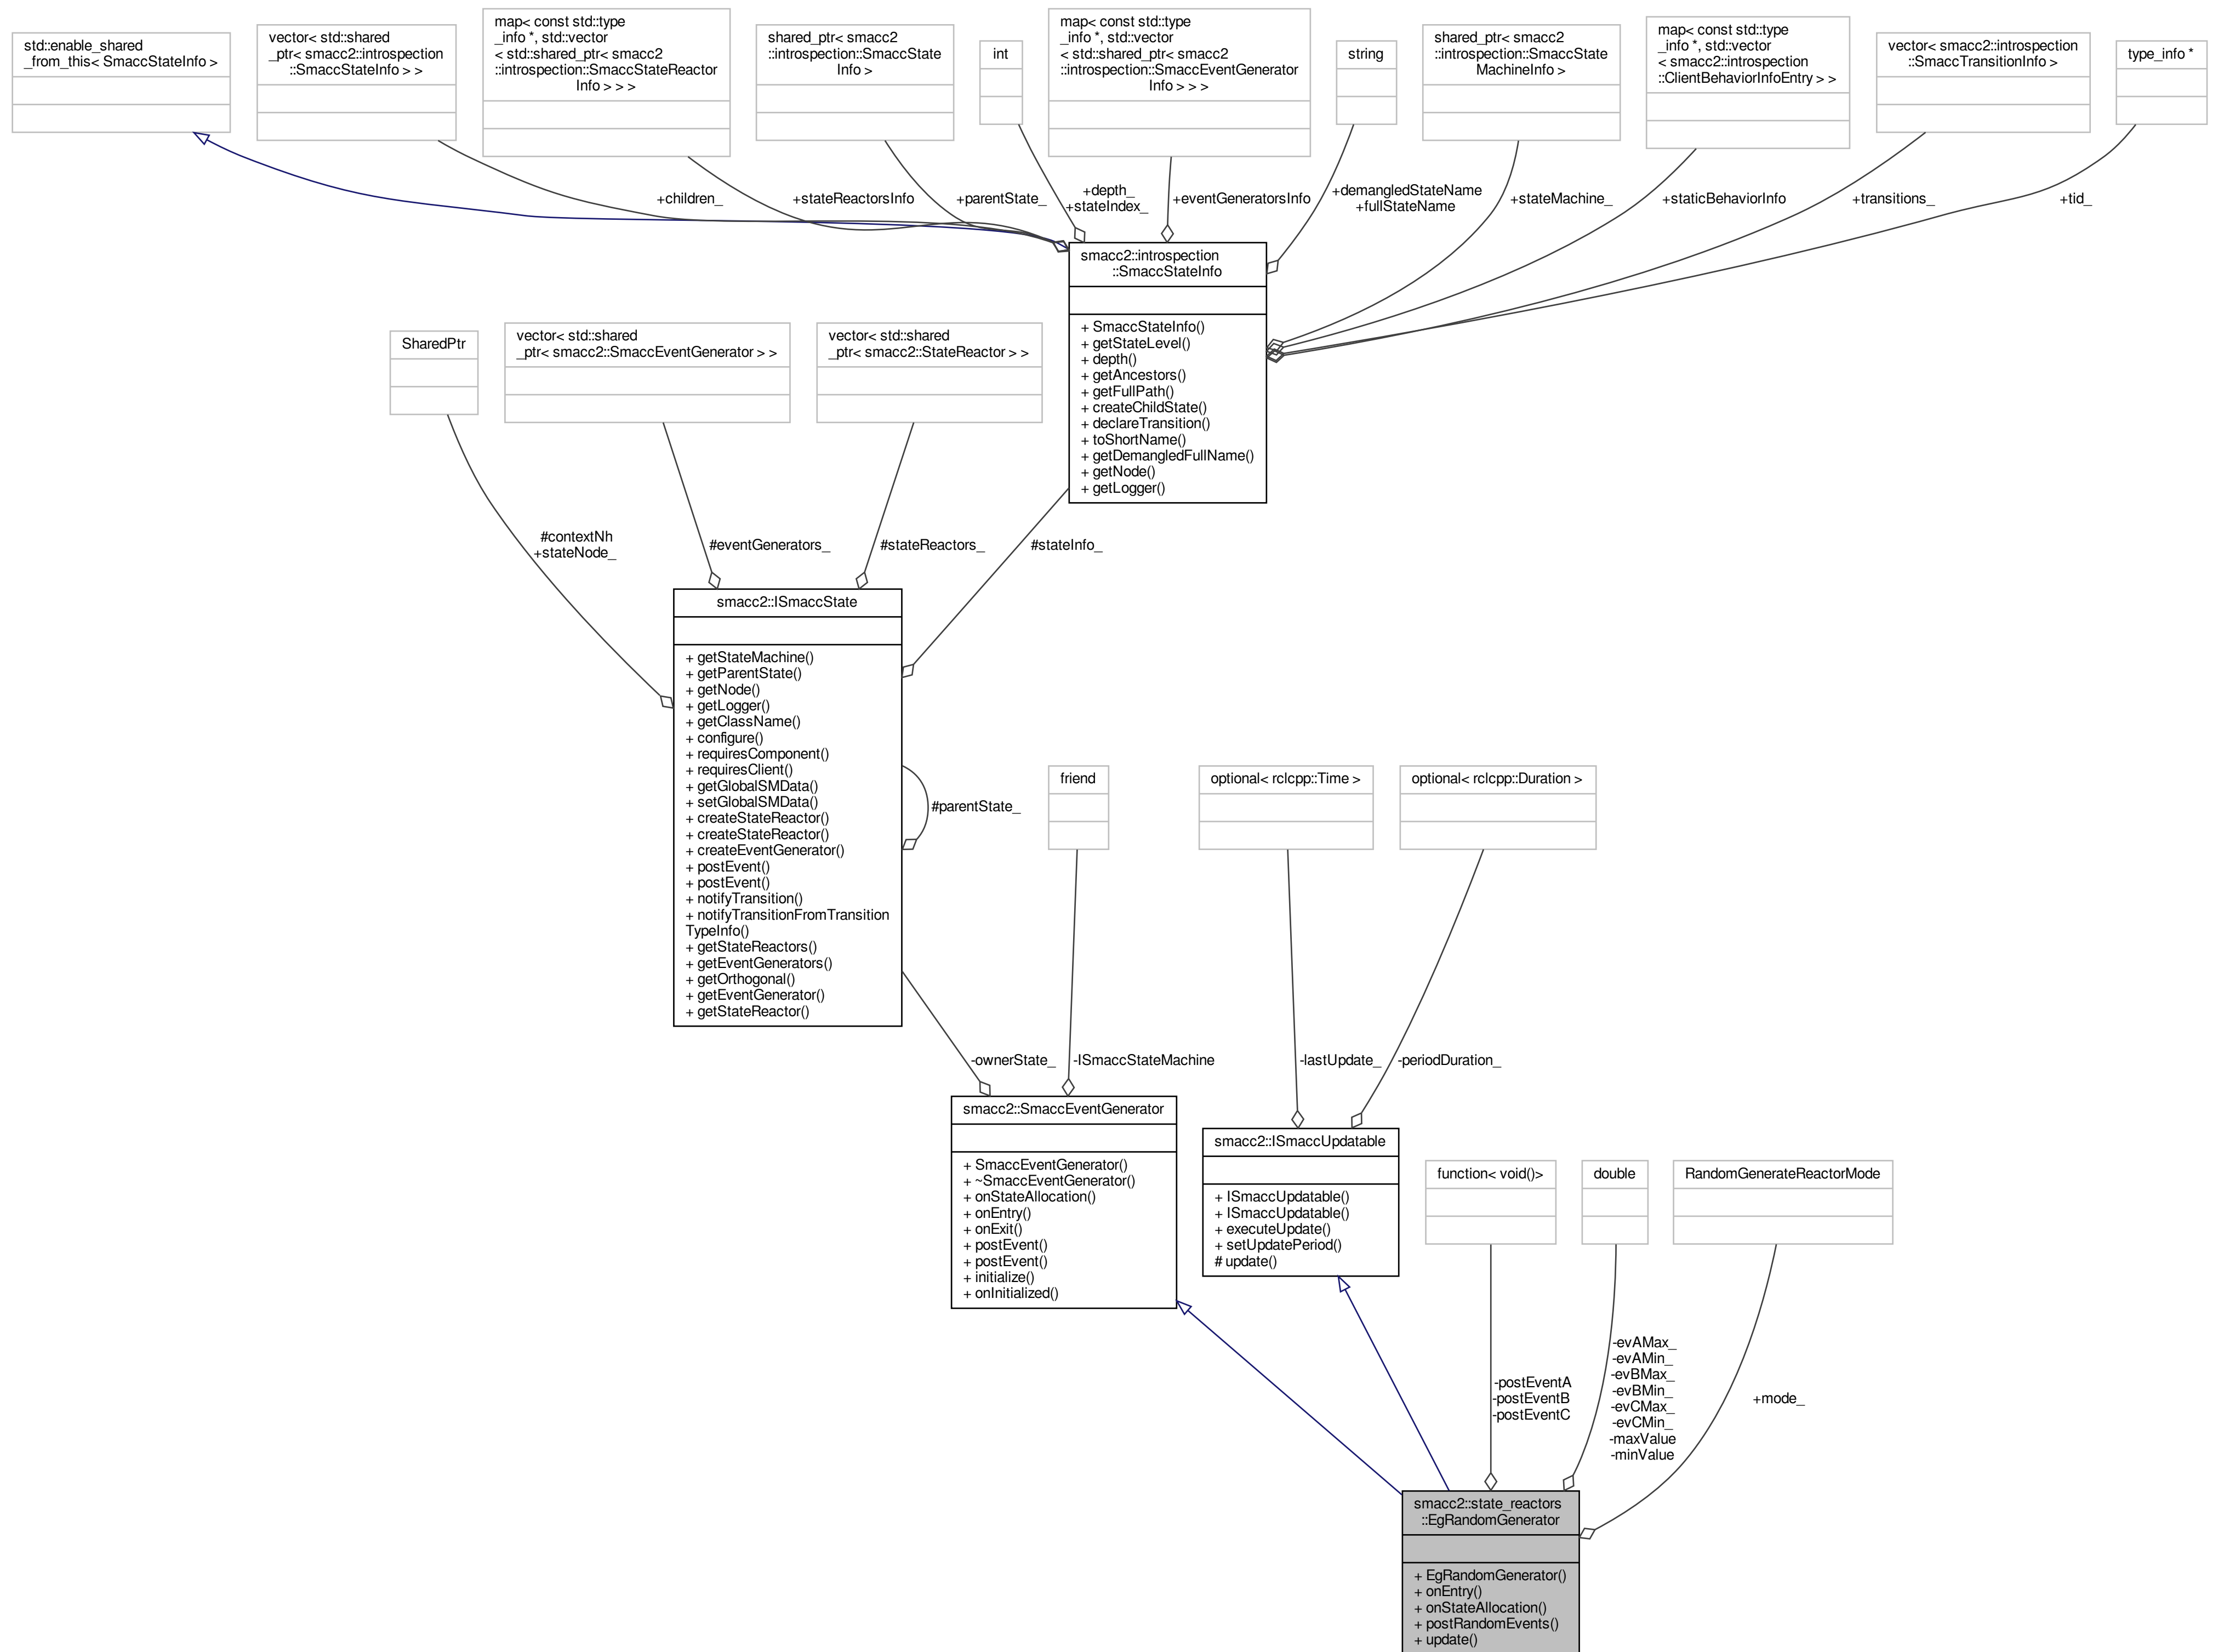 std::enable_shared
_from_this< SmaccStateInfo >
vector< std::shared
_ptr< smacc2::introspection
::SmaccStateInfo > >
map< const std::type
_info *, std::vector
< std::shared_ptr< smacc2
::introspection::SmaccStateReactor
Info > > >
shared_ptr< smacc2
::introspection::SmaccState
Info >
int
map< const std::type
_info *, std::vector
< std::shared_ptr< smacc2
::introspection::SmaccEventGenerator
Info > > >
string
shared_ptr< smacc2
::introspection::SmaccState
MachineInfo >
map< const std::type
_info *, std::vector
< smacc2::introspection
::ClientBehaviorInfoEntry > >
vector< smacc2::introspection
::SmaccTransitionInfo >
type_info *
+children_
+stateReactorsInfo
+parentState_
+depth_
+stateIndex_
+eventGeneratorsInfo
+demangledStateName
+fullStateName
+stateMachine_
+staticBehaviorInfo
+transitions_
+tid_
smacc2::introspection
::SmaccStateInfo
+ SmaccStateInfo()
+ getStateLevel()
+ depth()
+ getAncestors()
+ getFullPath()
+ createChildState()
+ declareTransition()
+ toShortName()
+ getDemangledFullName()
+ getNode()
+ getLogger()
SharedPtr
vector< std::shared
_ptr< smacc2::SmaccEventGenerator > >
vector< std::shared
_ptr< smacc2::StateReactor > >
#contextNh
+stateNode_
#eventGenerators_
#stateReactors_
#stateInfo_
smacc2::ISmaccState
+ getStateMachine()
+ getParentState()
+ getNode()
+ getLogger()
+ getClassName()
+ configure()
+ requiresComponent()
+ requiresClient()
+ getGlobalSMData()
+ setGlobalSMData()
+ createStateReactor()
+ createStateReactor()
+ createEventGenerator()
+ postEvent()
+ postEvent()
+ notifyTransition()
+ notifyTransitionFromTransition
TypeInfo()
+ getStateReactors()
+ getEventGenerators()
+ getOrthogonal()
+ getEventGenerator()
+ getStateReactor()
#parentState_
friend
optional< rclcpp::Time >
optional< rclcpp::Duration >
-ownerState_
-ISmaccStateMachine
-lastUpdate_
-periodDuration_
smacc2::SmaccEventGenerator
+ SmaccEventGenerator()
+ ~SmaccEventGenerator()
+ onStateAllocation()
+ onEntry()
+ onExit()
+ postEvent()
+ postEvent()
+ initialize()
+ onInitialized()
smacc2::ISmaccUpdatable
+ ISmaccUpdatable()
+ ISmaccUpdatable()
+ executeUpdate()
+ setUpdatePeriod()
# update()
function< void()>
double
RandomGenerateReactorMode
-postEventA
-postEventB
-postEventC
-evAMax_
-evAMin_
-evBMax_
-evBMin_
-evCMax_
-evCMin_
-maxValue
-minValue
+mode_
smacc2::state_reactors
::EgRandomGenerator
+ EgRandomGenerator()
+ onEntry()
+ onStateAllocation()
+ postRandomEvents()
+ update()